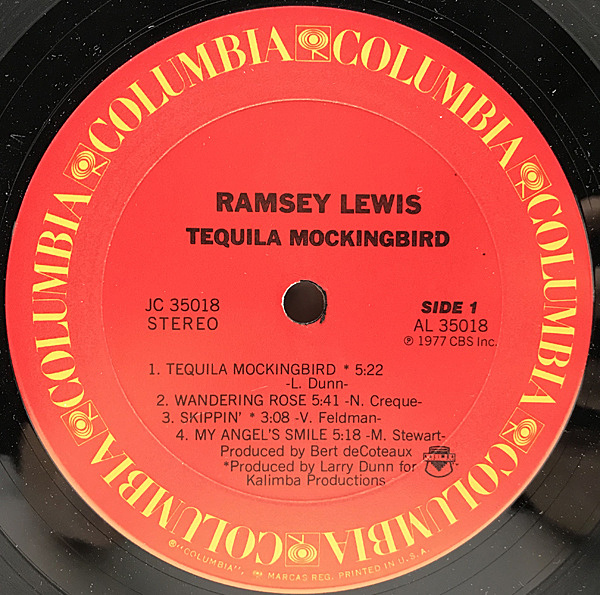 COLUMBIA COLUMBIA COLUMBIA COLUMBIA COLUMBIA COLUMBIA COLUMBIA COLUMBIA
RAMSEY LEWIS
TEQUILA MOCKINGBIRD
JC 35018
STEREO
SIDE 1
AL 35018
℗ 1977 CBS Inc.
1. TEQUILA MOCKINGBIRD * 5:22
-L. Dunn-
2. WANDERING ROSE 5:41 -N. Creque-
3. SKIPPIN' * 3:08 -V. Feldman-
4. MY ANGEL'S SMILE 5:18 -M. Stewart-
Produced by Bert deCoteaux
*Produced by Larry Dunn for
Kalimba Productions
®"COLUMBIA", MARCAS REG. PRINTED IN U.S.A.